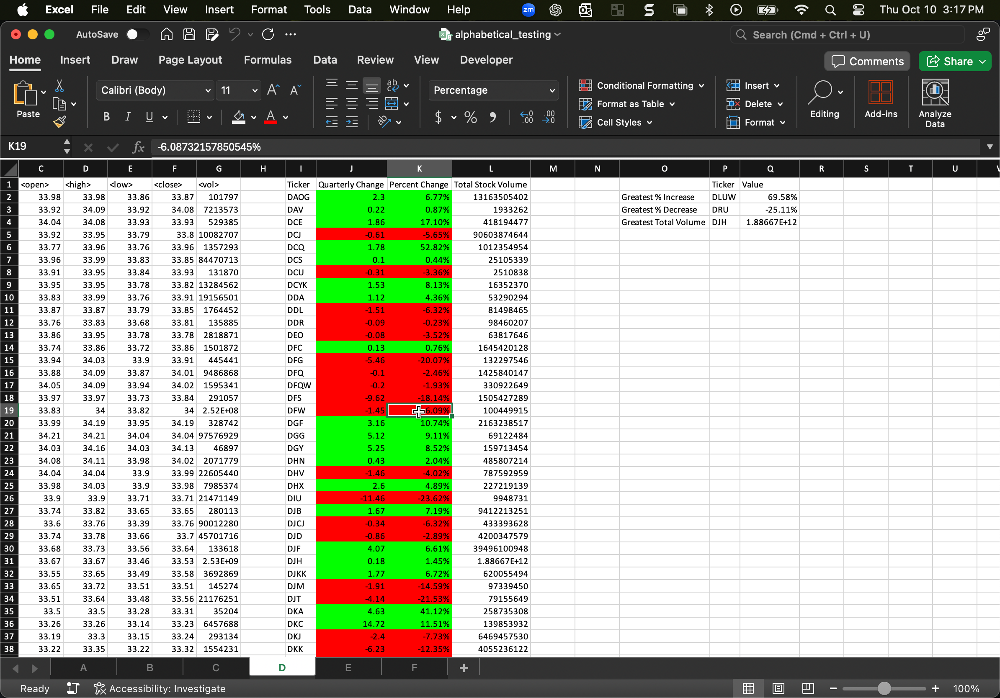 Excel File Edit View Insert Format Tools Data Window Help zm Thu Oct 10 3:17 PM
AutoSave alphabetical_testing Search (Cmd + Ctrl + U)
Home Insert Draw Page Layout Formulas Data Review View Developer Comments Share
Paste Calibri (Body) 11 A A ab c Percentage Conditional Formatting Insert
Format as Table Delete
B I U A $ % 9 .00 .00 0 Cell Styles Format Editing Add-ins Analyze Data
K19 fx -6.08732157850545%
C D E F G H I J K L M N O P Q R S T U V
1 <open> <high> <low> <close> <vol> Ticker Quarterly Change Percent Change Total Stock Volume Ticker Value
2 33.98 33.98 33.86 33.87 101797 DAOG 2.3 6.77% 13163505402 Greatest % Increase DLUW 69.58%
3 33.92 34.09 33.92 34.08 7213573 DAV 0.22 0.87% 1933262 Greatest % Decrease DRU -25.11%
4 34.04 34.08 33.93 33.93 529385 DCE 1.86 17.10% 418194477 Greatest Total Volume DJH 1.88667E+12
5 33.92 33.95 33.79 33.8 10082707 DCJ -0.61 -5.65% 90603874644
6 33.77 33.96 33.76 33.96 1357293 DCQ 1.78 52.82% 1012354954
7 33.96 33.99 33.83 33.85 84470713 DCS 0.1 0.44% 25105339
8 33.91 33.95 33.84 33.93 131870 DCU -0.31 -3.36% 2510838
9 33.95 33.95 33.78 33.82 13284562 DCYK 1.53 8.13% 16352370
10 33.83 33.99 33.76 33.91 19156501 DDA 1.12 4.36% 53290294
11 33.87 33.87 33.79 33.85 1764452 DDL -1.51 -6.32% 81498465
12 33.76 33.83 33.68 33.81 135885 DDR -0.09 -0.23% 98460207
13 33.86 33.95 33.78 33.78 2818871 DEO -0.08 -3.52% 63817646
14 33.74 33.86 33.72 33.86 1501872 DFC 0.13 0.76% 1645420128
15 33.94 34.03 33.9 33.91 445441 DFG -5.46 -20.07% 132297546
16 33.88 34.09 33.87 34.01 9486868 DFQ -0.1 -2.46% 1425840147
17 34.05 34.09 33.94 34.02 1595341 DFQW -0.2 -1.93% 330922649
18 33.97 33.97 33.73 33.84 291057 DFS -9.62 -18.14% 1505427289
19 33.83 34 33.82 34 2.52E+08 DFW -1.45 6.09% 100449915
20 33.99 34.19 33.95 34.19 328742 DGF 3.16 10.74% 2163238517
21 34.21 34.21 34.04 34.04 97576929 DGG 5.12 9.11% 69122484
22 34.03 34.16 34.03 34.13 46897 DGY 5.25 8.52% 159713454
23 34.08 34.11 33.98 34.02 2071779 DHN 0.43 2.04% 485807214
24 34.04 34.04 33.9 33.99 22605440 DHV -1.46 -4.02% 787592959
25 33.98 34.03 33.9 33.98 7985374 DHX 2.6 4.89% 227219139
26 33.9 33.9 33.71 33.71 21471149 DIU -11.46 -23.62% 9948731
27 33.74 33.82 33.65 33.65 280113 DJB 1.67 7.19% 9412213251
28 33.6 33.76 33.39 33.76 90012280 DJCJ -0.34 -6.32% 433393628
29 33.74 33.78 33.66 33.7 45701716 DJD -0.86 -2.89% 4200347579
30 33.68 33.73 33.56 33.64 133618 DJF 4.07 6.61% 39496100948
31 33.67 33.67 33.46 33.53 2.53E+09 DJH 0.18 1.45% 1.88667E+12
32 33.55 33.65 33.49 33.58 3692869 DJKK 1.77 6.72% 620055494
33 33.65 33.72 33.51 33.51 145274 DJM -1.91 -14.59% 97339450
34 33.51 33.64 33.48 33.56 21176251 DJT -4.14 -21.53% 79155649
35 33.5 33.5 33.28 33.31 35204 DKA 4.63 41.12% 258735308
36 33.26 33.26 33.14 33.23 6457688 DKC 14.72 11.51% 139853932
37 33.19 33.3 33.15 33.24 293134 DKJ -2.4 -7.73% 6469457530
38 33.22 33.35 33.22 33.32 1554231 DKK -6.23 -12.35% 4055236122
A B C D E F +
Ready Accessibility: Investigate 100%